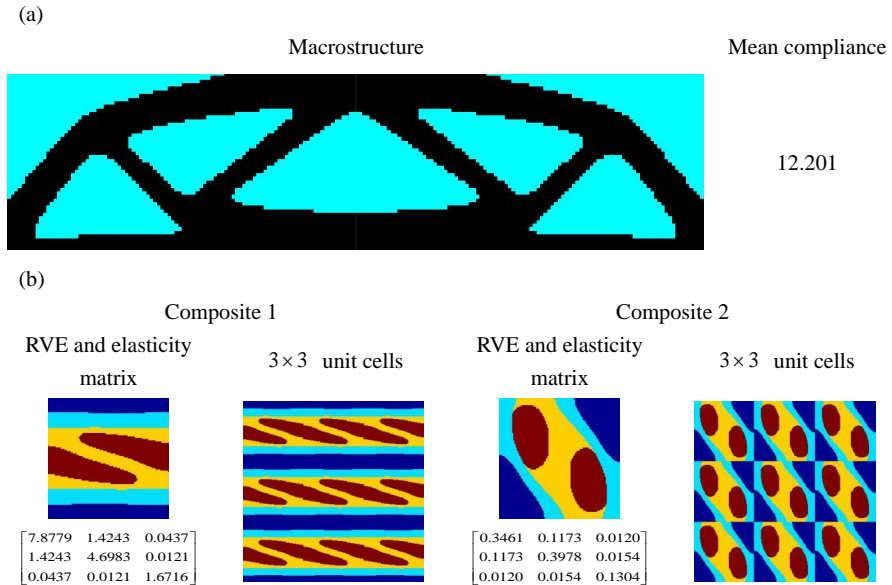 (a)
Macrostructure Mean compliance
12.201
(b)
Composite 1 Composite 2
RVE and elasticity matrix
3 × 3 unit cells
RVE and elasticity matrix
3 × 3 unit cells
7.8779 1.4243 0.0437
1.4243 4.6983 0.0121
0.0437 0.0121 1.6716
0.3461 0.1173 0.0120
0.1173 0.3978 0.0154
0.0120 0.0154 0.1304